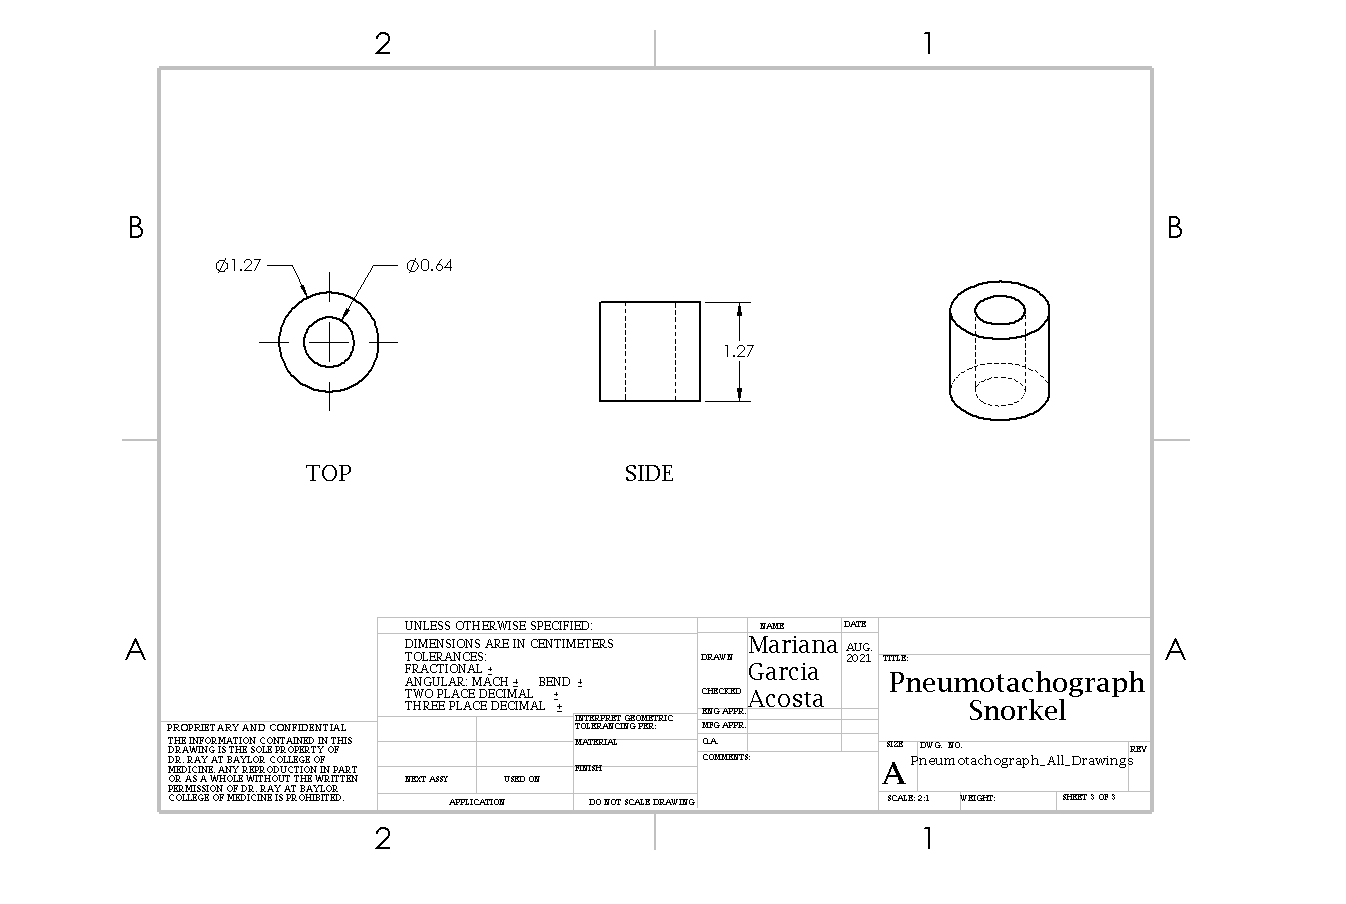 2 1
B B
Ø1.27 Ø0.64
1.27
TOP SIDE
A A
UNLESS OTHERWISE SPECIFIED:
DIMENSIONS ARE IN CENTIMETERS
TOLERANCES:
FRACTIONAL ±
ANGULAR: MACH ± BEND ±
TWO PLACE DECIMAL ±
THREE PLACE DECIMAL ±
INTERPRET GEOMETRIC
TOLERANCING PER:
MATERIAL
FINISH
NEXT ASSY USED ON
APPLICATION DO NOT SCALE DRAWING
PROPRIETARY AND CONFIDENTIAL
THE INFORMATION CONTAINED IN THIS
DRAWING IS THE SOLE PROPERTY OF
DR. RAY AT BAYLOR COLLEGE OF
MEDICINE. ANY REPRODUCTION IN PART
OR AS A WHOLE WITHOUT THE WRITTEN
PERMISSION OF DR. RAY AT BAYLOR
COLLEGE OF MEDICINE IS PROHIBITED.
NAME DATE
DRAWN
Mariana
Garcia
Acosta
AUG.
2021
CHECKED
ENG APPR.
MFG APPR.
Q.A.
COMMENTS:
TITLE:
Pneumotachograph
Snorkel
SIZE DWG. NO. REV
A Pneumotachograph_All_Drawings
SCALE: 2:1 WEIGHT: SHEET 3 OF 3
2 1